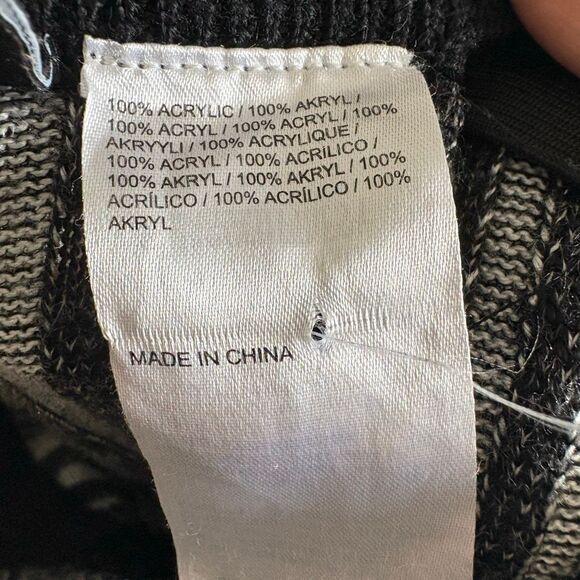 100% ACRYLIC / 100% AKRYL /
100% ACRYL / 100% ACRYL / 100%
AKRYYLI / 100% ACRYLIQUE /
100% ACRYL / 100% ACRILICO /
100% AKRYL / 100% AKRYL / 100%
ACRÍLICO / 100% ACRÍLICO / 100%
AKRYL
MADE IN CHINA